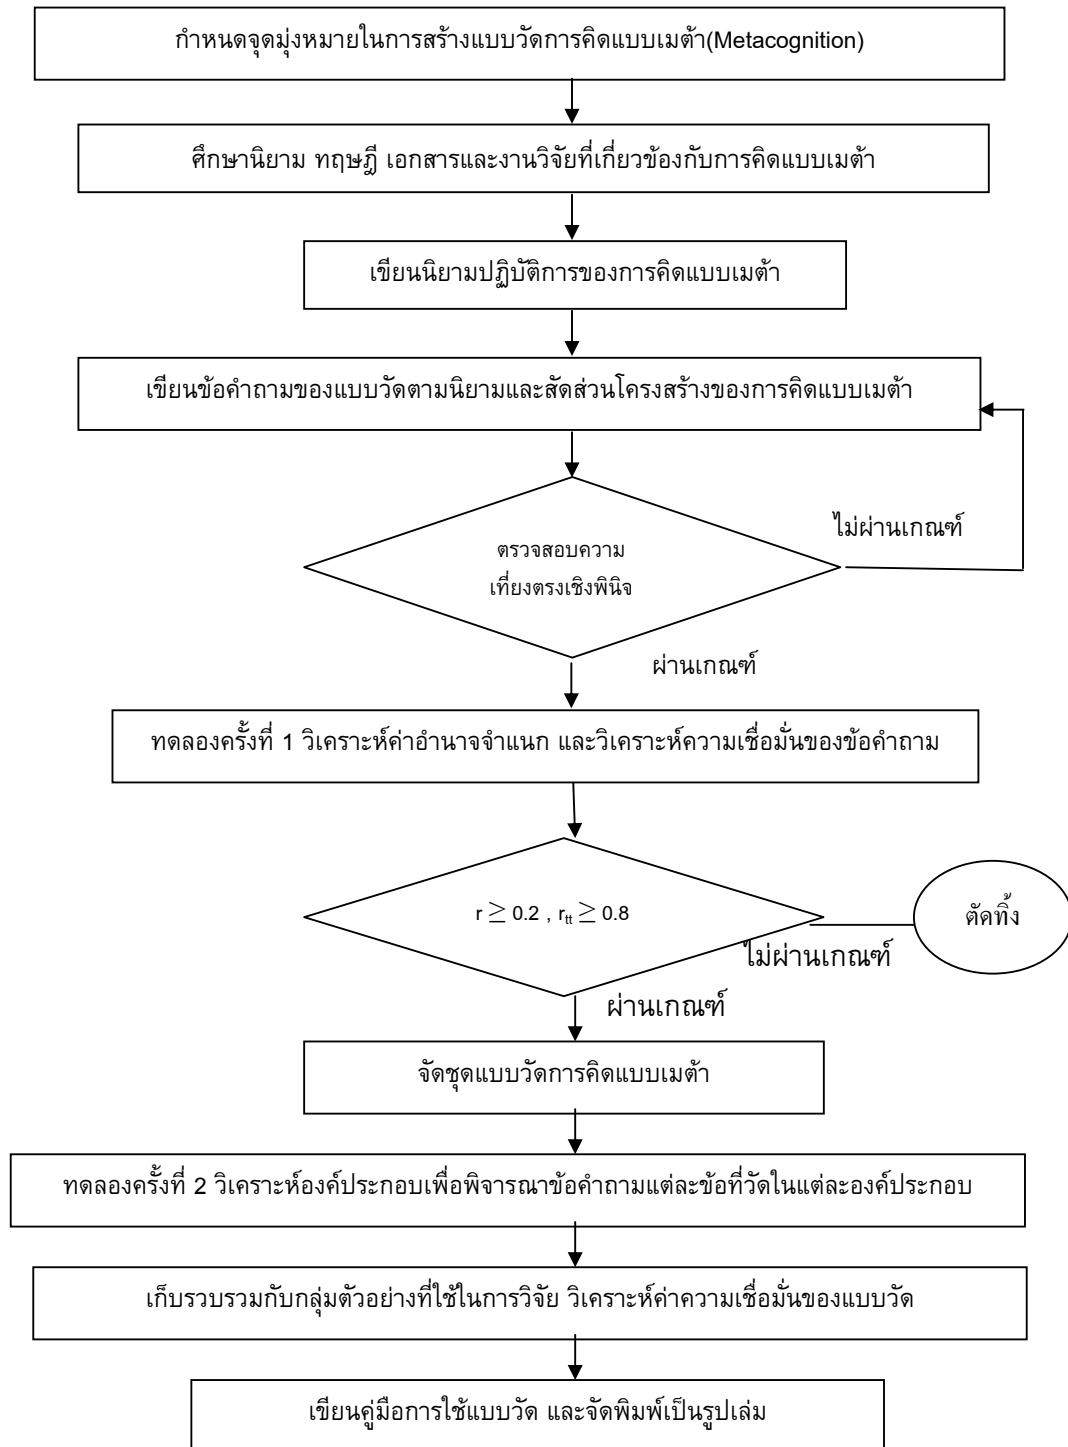 กำหนดจุดมุ่งหมายในการสร้างแบบวัดการคิดแบบเมต้า(Metacognition)
ศึกษานิยาม ทฤษฎี เอกสารและงานวิจัยที่เกี่ยวข้องกับการคิดแบบเมต้า
เขียนนิยามปฏิบัติการของการคิดแบบเมต้า
เขียนข้อคำถามของแบบวัดตามนิยามและสัดส่วนโครงสร้างของการคิดแบบเมต้า
ไม่ผ่านเกณฑ์
ตรวจสอบความ
เที่ยงตรงเชิงพินิจ
ผ่านเกณฑ์
ทดลองครั้งที่ 1 วิเคราะห์ค่าอำนาจจำแนก และวิเคราะห์ความเชื่อมั่นของข้อคำถาม
r ≥ 0.2 , rtt ≥ 0.8
ตัดทิ้ง
ไม่ผ่านเกณฑ์
ผ่านเกณฑ์
จัดชุดแบบวัดการคิดแบบเมต้า
ทดลองครั้งที่ 2 วิเคราะห์องค์ประกอบเพื่อพิจารณาข้อคำถามแต่ละข้อที่วัดในแต่ละองค์ประกอบ
เก็บรวบรวมกับกลุ่มตัวอย่างที่ใช้ในการวิจัย วิเคราะห์ค่าความเชื่อมั่นของแบบวัด
เขียนคู่มือการใช้แบบวัด และจัดพิมพ์เป็นรูปเล่ม